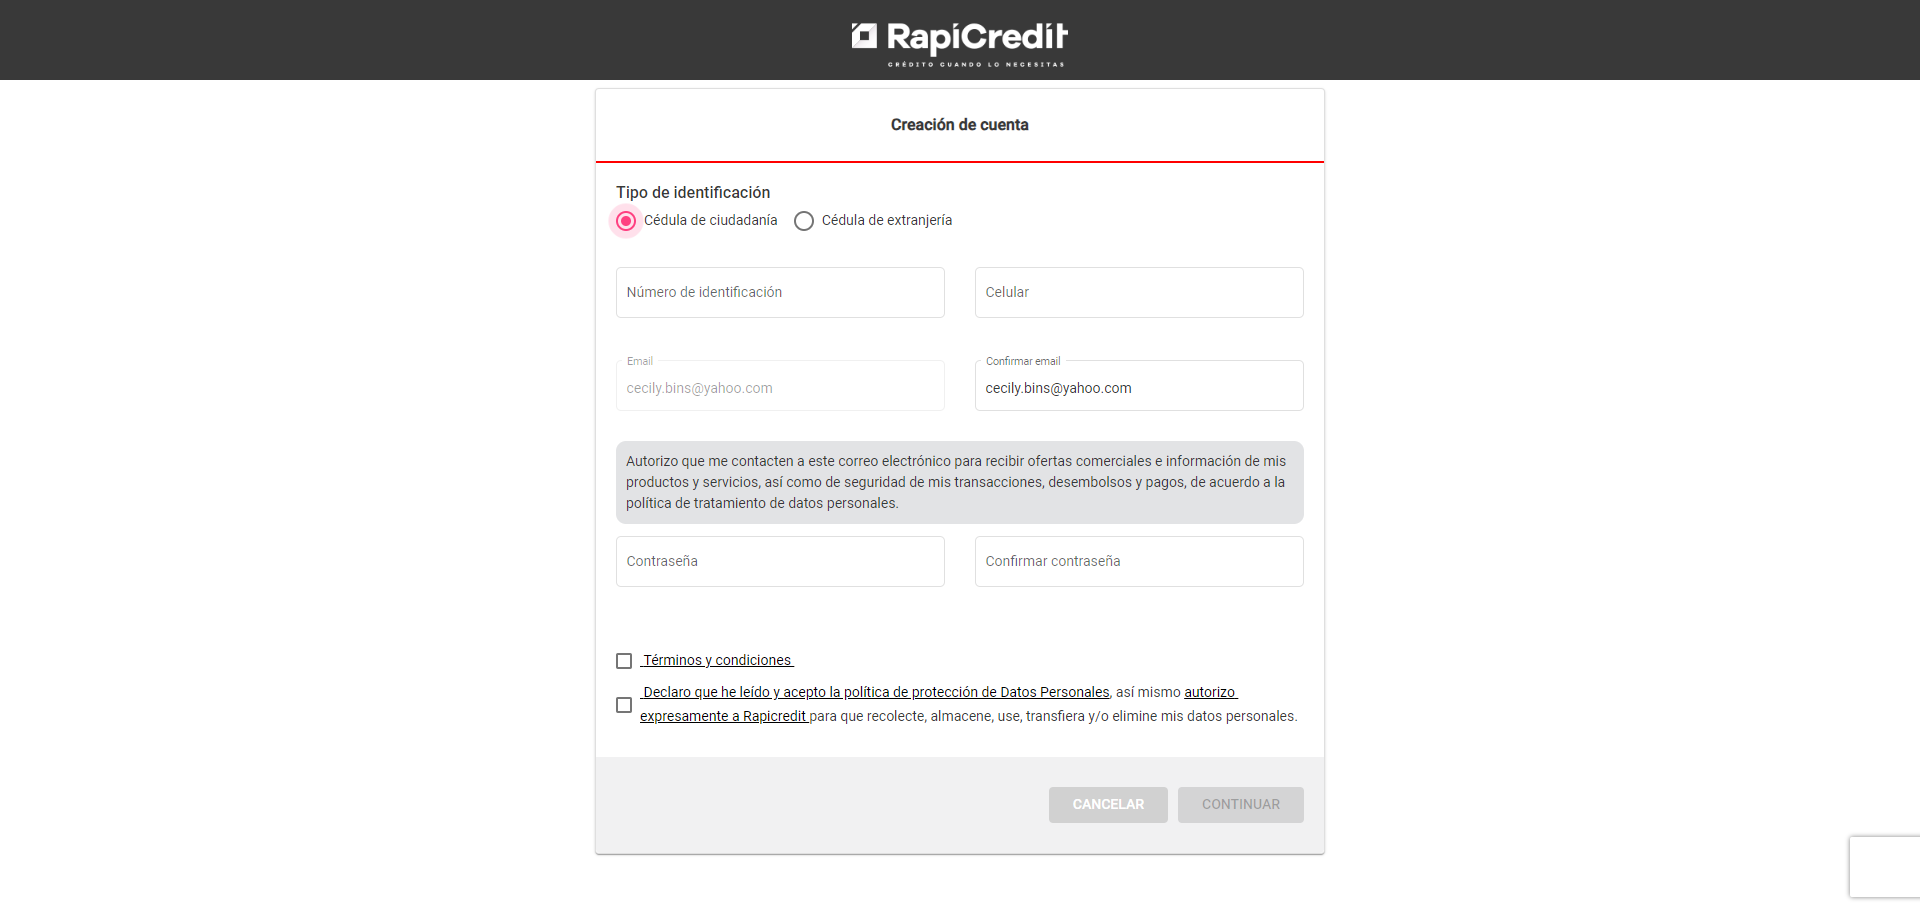 RapiCredit
CRÉDITO CUANDO LO NECESITAS
Creación de cuenta
Tipo de identificación
Cédula de ciudadanía
Cédula de extranjería
Número de identificación
Celular
Email
cecily.bins@yahoo.com
Confirmar email
cecily.bins@yahoo.com
Autorizo que me contacten a este correo electrónico para recibir ofertas comerciales e información de mis
productos y servicios, así como de seguridad de mis transacciones, desembolsos y pagos, de acuerdo a la
política de tratamiento de datos personales.
Contraseña
Confirmar contraseña
Términos y condiciones
Declaro que he leído y acepto la política de protección de Datos Personales, así mismo autorizo
expresamente a Rapicredit para que recolecte, almacene, use, transfiera y/o elimine mis datos personales.
CANCELAR
CONTINUAR